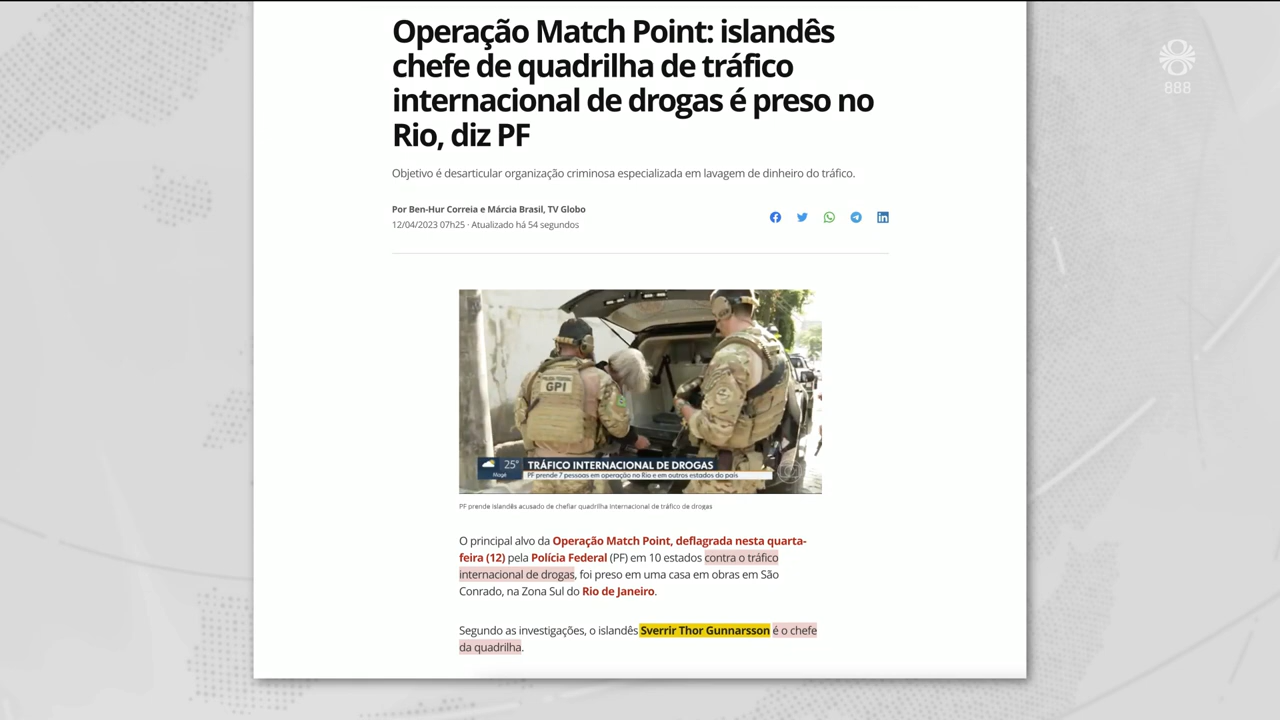 Operação Match Point: islandês
chefe de quadrilha de tráfico
internacional de drogas é preso no
Rio, diz PF
888
Objetivo é desarticular organização criminosa especializada em lavagem de dinheiro do tráfico.
Por Ben-Hur Correia e Márcia Brasil, TV Globo
12/04/2023 07h25 · Atualizado há 54 segundos
POLÍCIA FEDERAL
GPI
25°
Magé
TRÁFICO INTERNACIONAL DE DROGAS
PF prende 7 pessoas em operação no Rio e em outros estados do país
PF prende islandês acusado de chefiar quadrilha internacional de tráfico de drogas
O principal alvo da Operação Match Point, deflagrada nesta quarta-
feira (12) pela Polícia Federal (PF) em 10 estados contra o tráfico
internacional de drogas, foi preso em uma casa em obras em São
Conrado, na Zona Sul do Rio de Janeiro.
Segundo as investigações, o islandês Sverrir Thor Gunnarsson é o chefe
da quadrilha.